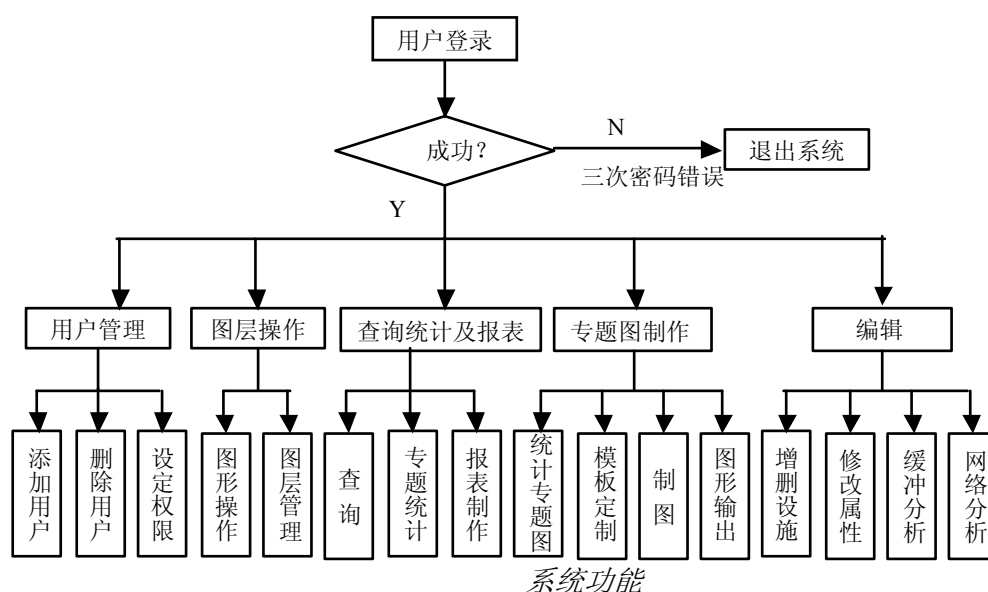 用户登录
成功？
N
退出系统
三次密码错误
Y
用户管理
图层操作
查询统计及报表
专题图制作
编辑
添加用户
删除用户
设定权限
图形操作
图层管理
查询
专题统计
报表制作
统计专题图
模板定制
制图
图形输出
增删设施
修改属性
缓冲分析
网络分析
系统功能